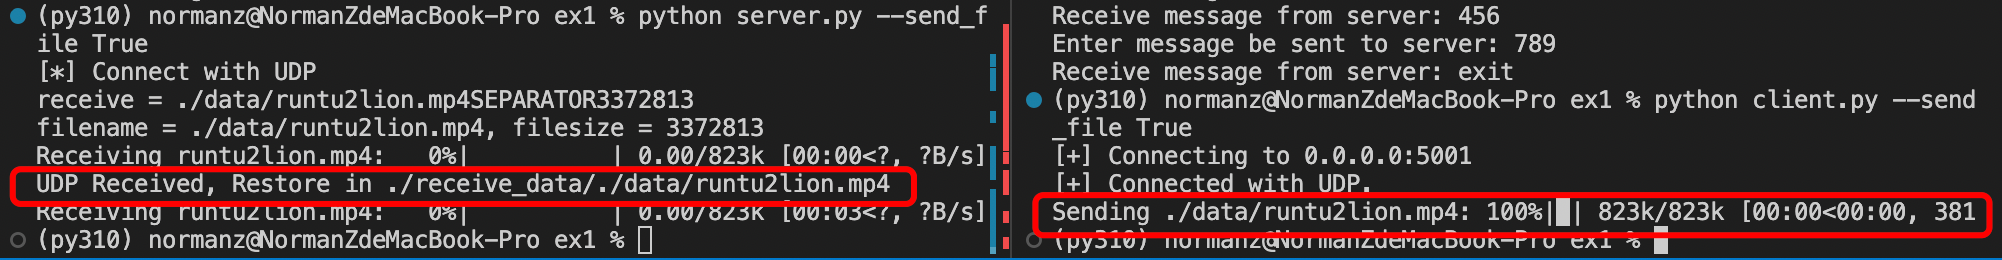 (py310) normanz@NormanZdeMacBook-Pro ex1 % python server.py --send_f
ile True
[*] Connect with UDP
receive = ./data/runtu2lion.mp4SEPARATOR3372813
filename = ./data/runtu2lion.mp4, filesize = 3372813
Receiving runtu2lion.mp4:   0%|          | 0.00/823k [00:00<?, ?B/s]
UDP Received, Restore in ./receive_data/./data/runtu2lion.mp4
Receiving runtu2lion.mp4:   0%|          | 0.00/823k [00:03<?, ?B/s]
(py310) normanz@NormanZdeMacBook-Pro ex1 %
Receive message from server: 456
Enter message be sent to server: 789
Receive message from server: exit
(py310) normanz@NormanZdeMacBook-Pro ex1 % python client.py --send
_file True
[+] Connecting to 0.0.0.0:5001
[+] Connected with UDP.
Sending ./data/runtu2lion.mp4: 100%|█| 823k/823k [00:00<00:00, 381
(py310) normanz@NormanZdeMacBook-Pro ex1 %